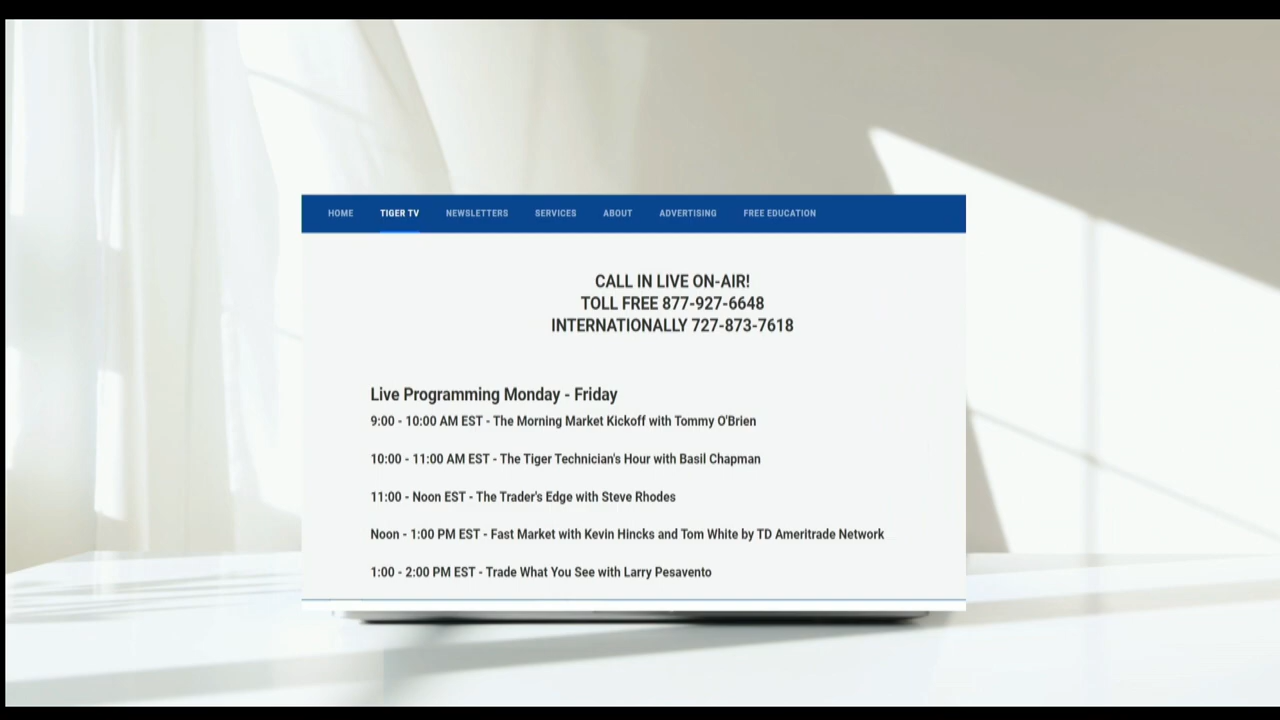 HOME TIGER TV NEWSLETTERS SERVICES ABOUT ADVERTISING FREE EDUCATION
CALL IN LIVE ON-AIR!
TOLL FREE 877-927-6648
INTERNATIONALLY 727-873-7618
Live Programming Monday - Friday
9:00 - 10:00 AM EST - The Morning Market Kickoff with Tommy O'Brien
10:00 - 11:00 AM EST - The Tiger Technician's Hour with Basil Chapman
11:00 - Noon EST - The Trader's Edge with Steve Rhodes
Noon - 1:00 PM EST - Fast Market with Kevin Hincks and Tom White by TD Ameritrade Network
1:00 - 2:00 PM EST - Trade What You See with Larry Pesavento